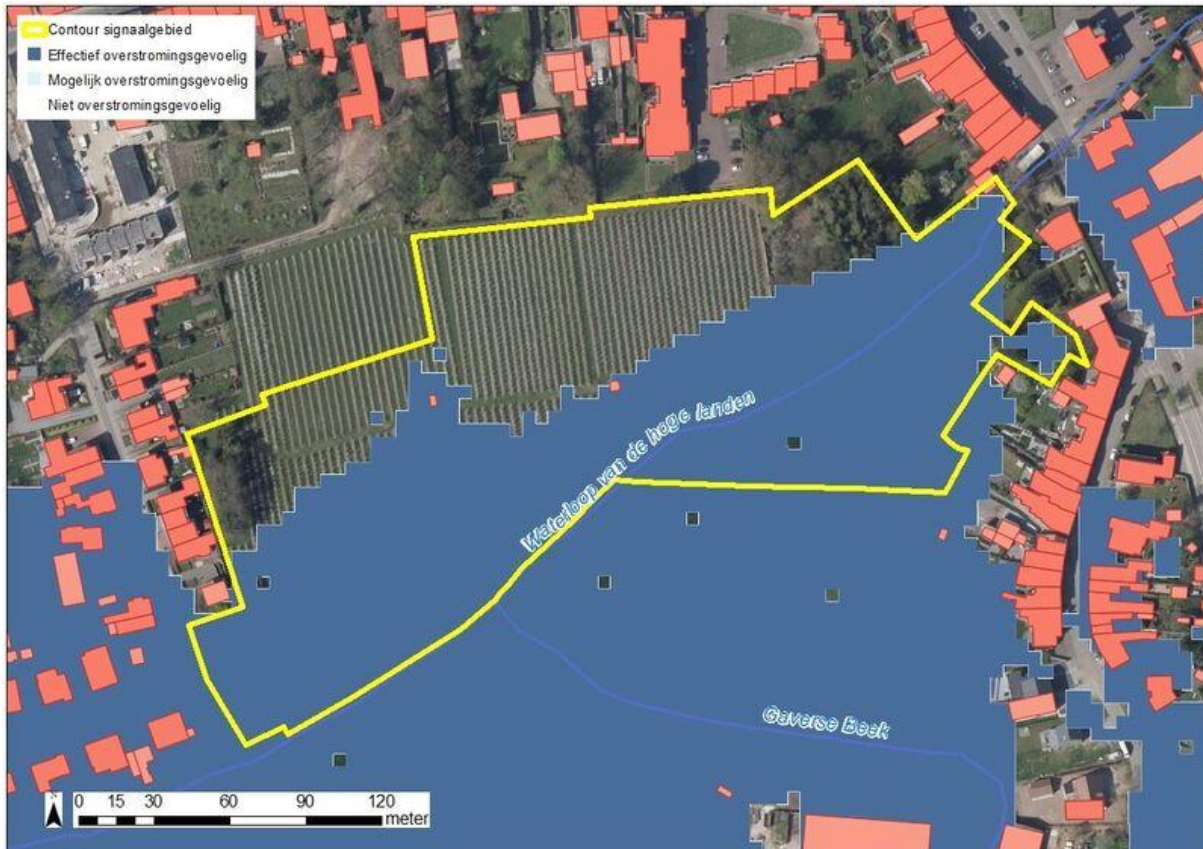 Contour signaalgebied
Effectief overstromingsgevoelig
Mogelijk overstromingsgevoelig
Niet overstromingsgevoelig
Waterloop van de hoge landen
Gaverse Beek
N
0 15 30 60 90 120
meter